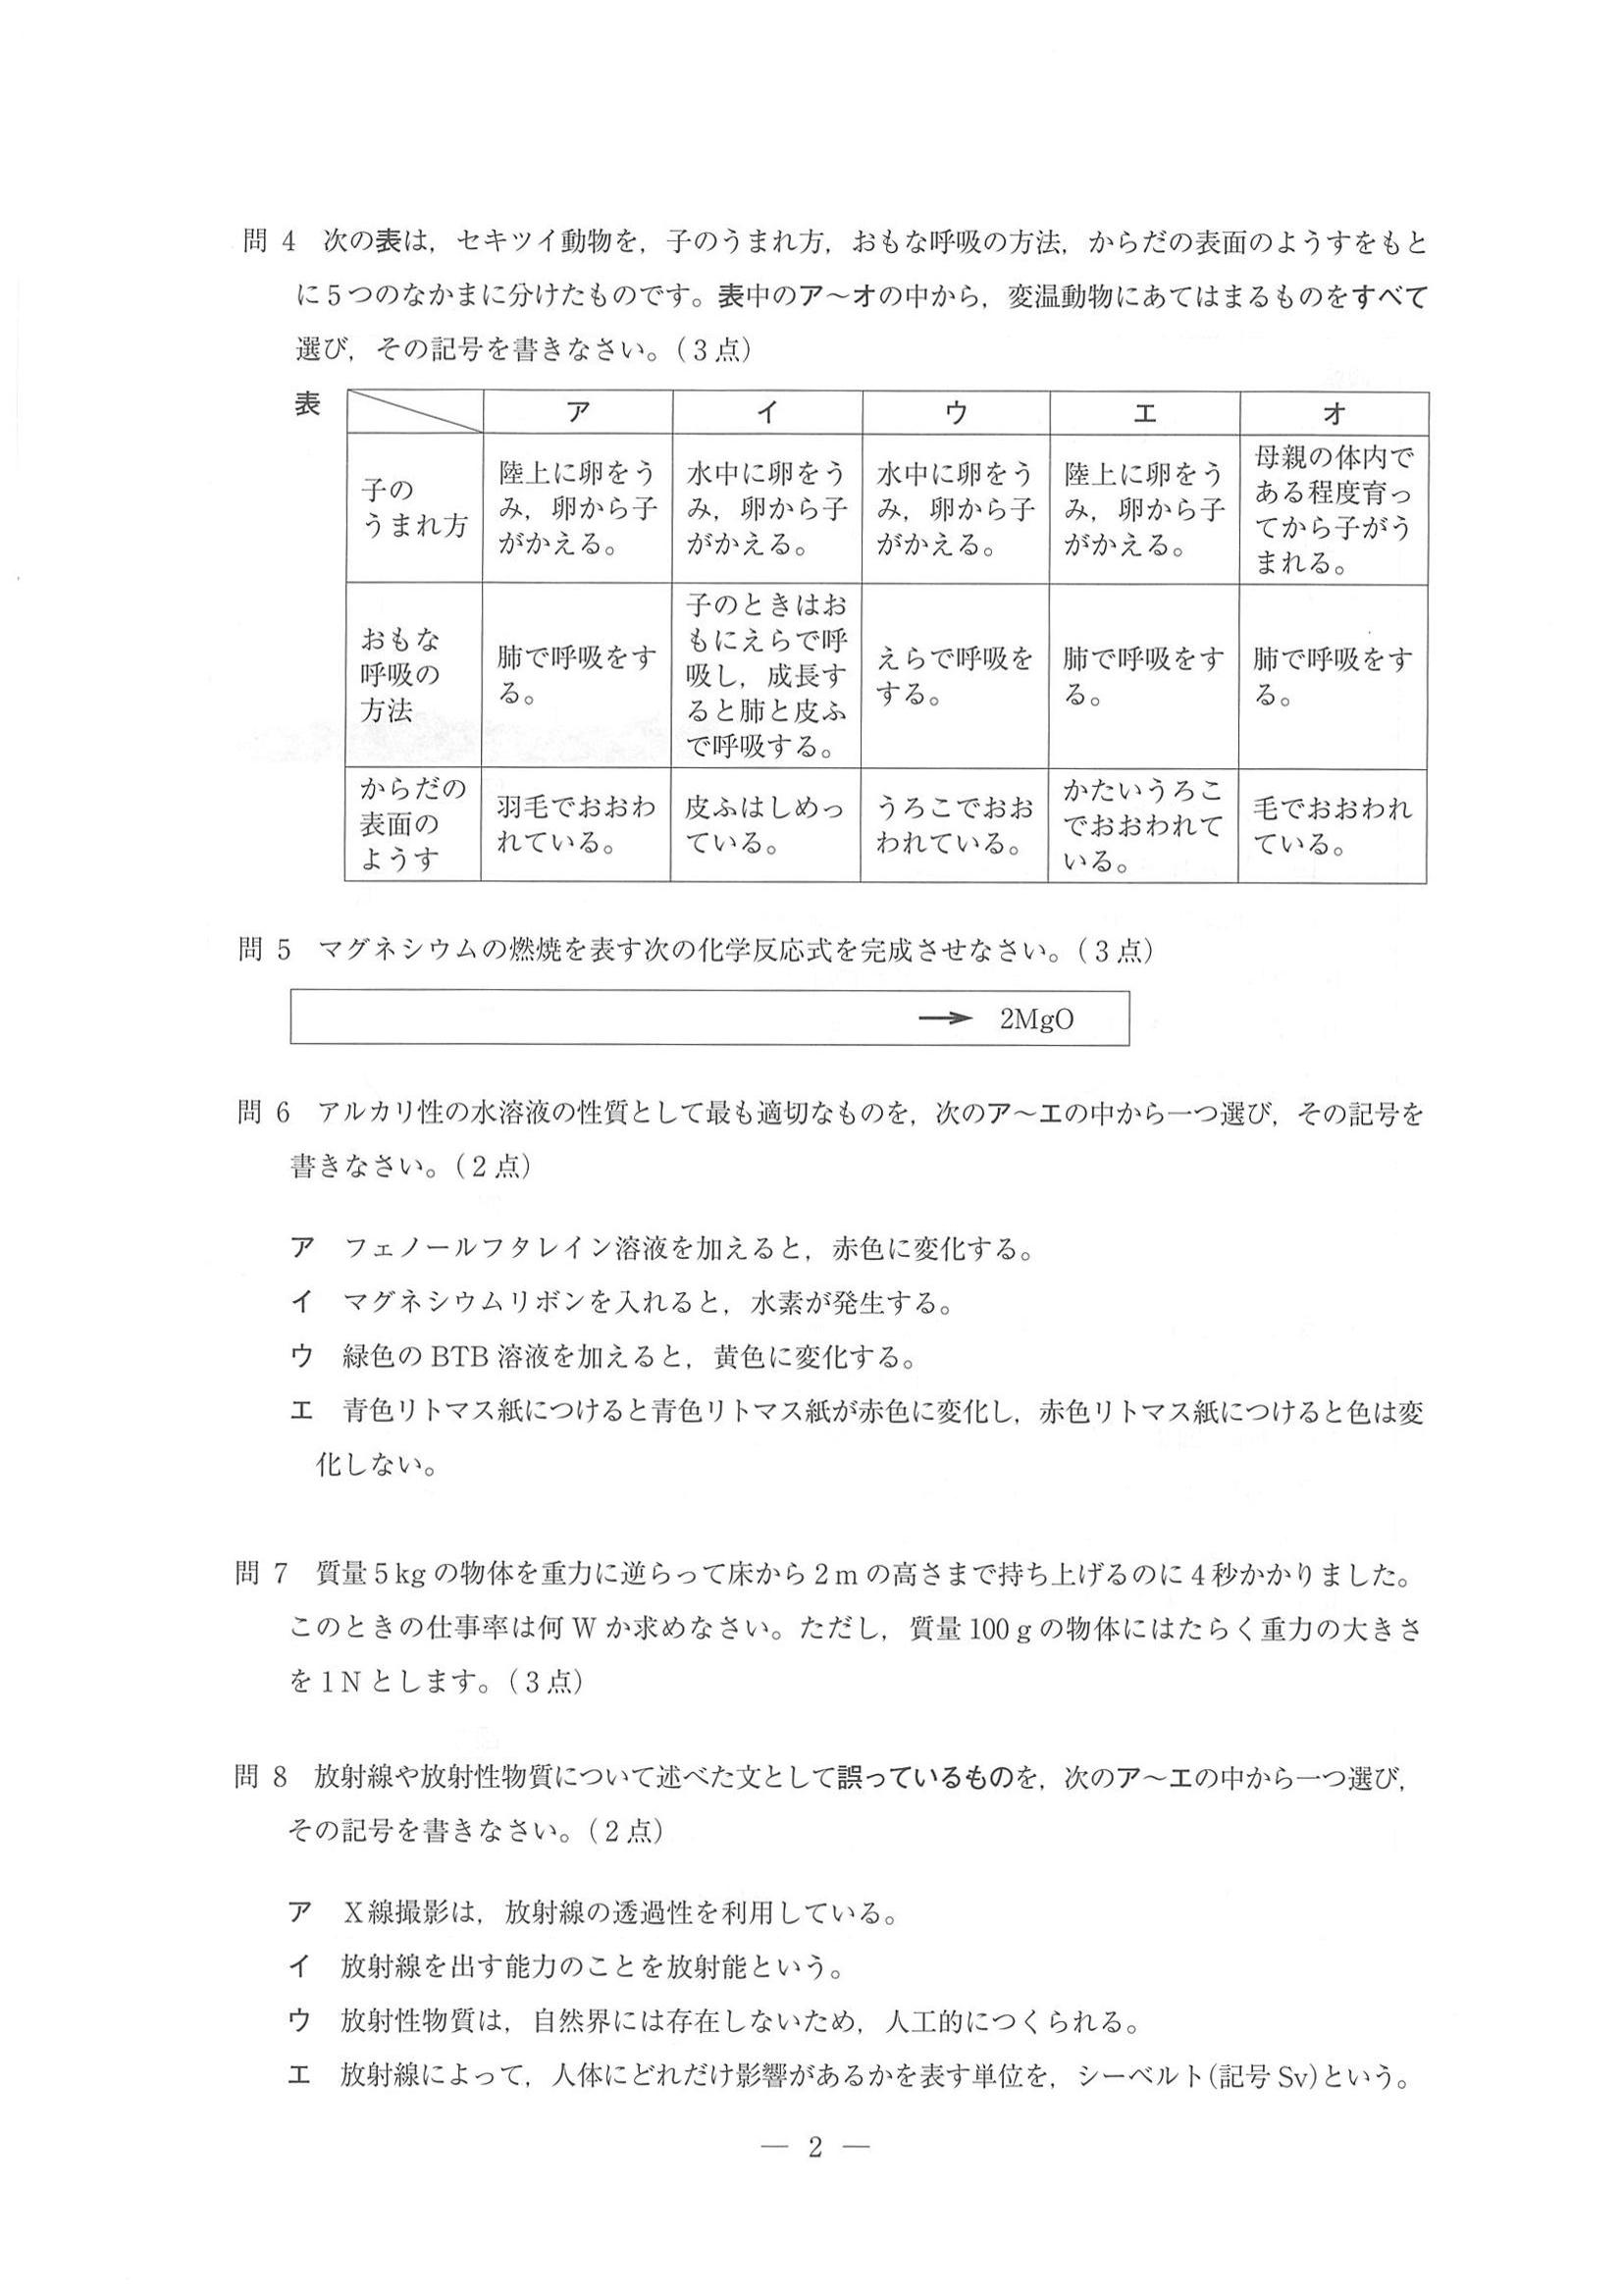 問 4　次の表は，セキツイ動物を，子のうまれ方，おもな呼吸の方法，からだの表面のようすをもと
に5つのなかまに分けたものです。表中のア〜オの中から，変温動物にあてはまるものをすべて
選び，その記号を書きなさい。（3点）
表
ア　イ　ウ　エ　オ
子の
うまれ方
陸上に卵をう
み，卵から子
がかえる。
水中に卵をう
み，卵から子
がかえる。
水中に卵をう
み，卵から子
がかえる。
陸上に卵をう
み，卵から子
がかえる。
母親の体内で
ある程度育っ
てから子がう
まれる。
おもな
呼吸の
方法
肺で呼吸をす
る。
子のときはお
もにえらで呼
吸し，成長す
ると肺と皮ふ
で呼吸する。
えらで呼吸を
する。
肺で呼吸をす
る。
肺で呼吸をす
る。
からだの
表面の
ようす
羽毛でおおわ
れている。
皮ふはしめっ
ている。
うろこでおお
われている。
かたいうろこ
でおおわれて
いる。
毛でおおわれ
ている。
問 5　マグネシウムの燃焼を表す次の化学反応式を完成させなさい。（3点）
→　2MgO
問 6　アルカリ性の水溶液の性質として最も適切なものを，次のア〜エの中から一つ選び，その記号を
書きなさい。（2点）
ア　フェノールフタレイン溶液を加えると，赤色に変化する。
イ　マグネシウムリボンを入れると，水素が発生する。
ウ　緑色のBTB溶液を加えると，黄色に変化する。
エ　青色リトマス紙につけると青色リトマス紙が赤色に変化し，赤色リトマス紙につけると色は変
化しない。
問 7　質量5kgの物体を重力に逆らって床から2mの高さまで持ち上げるのに4秒かかりました。
このときの仕事率は何Wか求めなさい。ただし，質量100gの物体にはたらく重力の大きさ
を1Nとします。（3点）
問 8　放射線や放射性物質について述べた文として誤っているものを，次のア〜エの中から一つ選び，
その記号を書きなさい。（2点）
ア　X線撮影は，放射線の透過性を利用している。
イ　放射線を出す能力のことを放射能という。
ウ　放射性物質は，自然界には存在しないため，人工的につくられる。
エ　放射線によって，人体にどれだけ影響があるかを表す単位を，シーベルト(記号Sv)という。
— 2 —